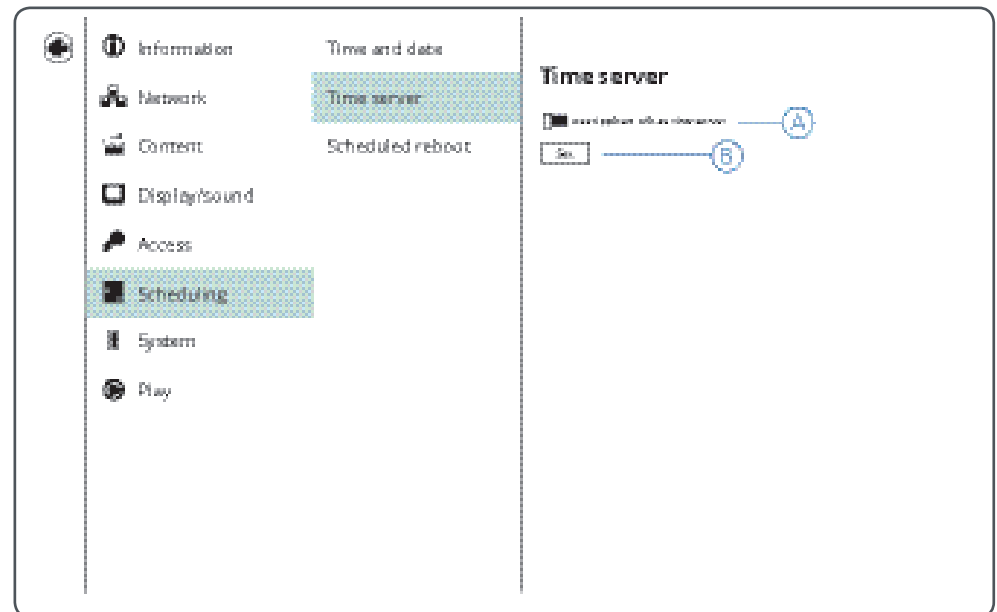 Information
Network
Content
Display/sound
Access
Scheduling
System
Play
Time and date
Time server
Scheduled reboot
Time server
A
B